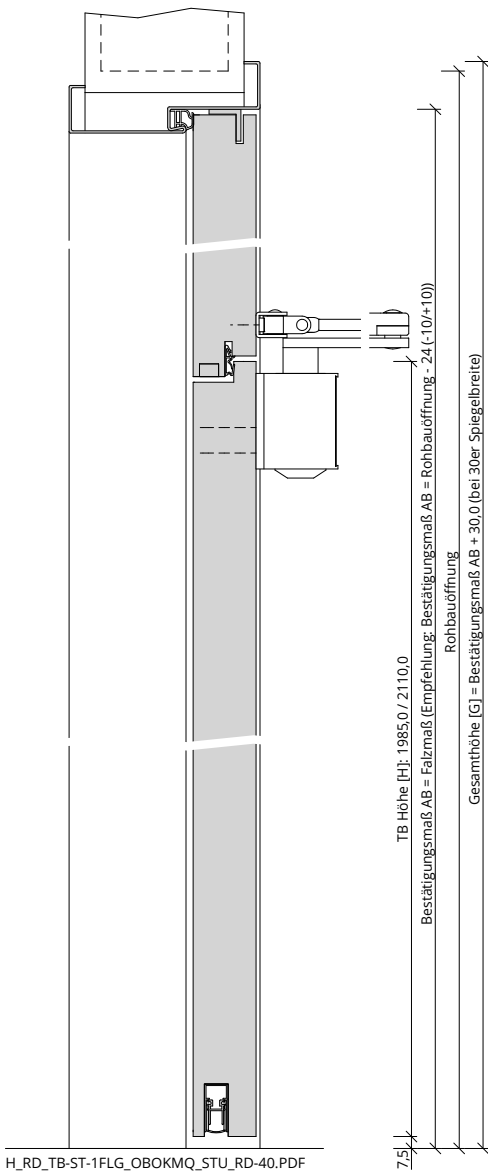 TB Höhe [H]: 1985,0 / 2110,0
Bestätigungsmaß AB = Falzmaß (Empfehlung: Bestätigungsmaß AB = Rohbauöffnung - 24 (-10/+10))
Rohbauöffnung
Gesamthöhe [G] = Bestätigungsmaß AB + 30,0 (bei 30er Spiegelbreite)
7,5
H_RD_TB-ST-1FLG_OBOKMQ_STU_RD-40.PDF